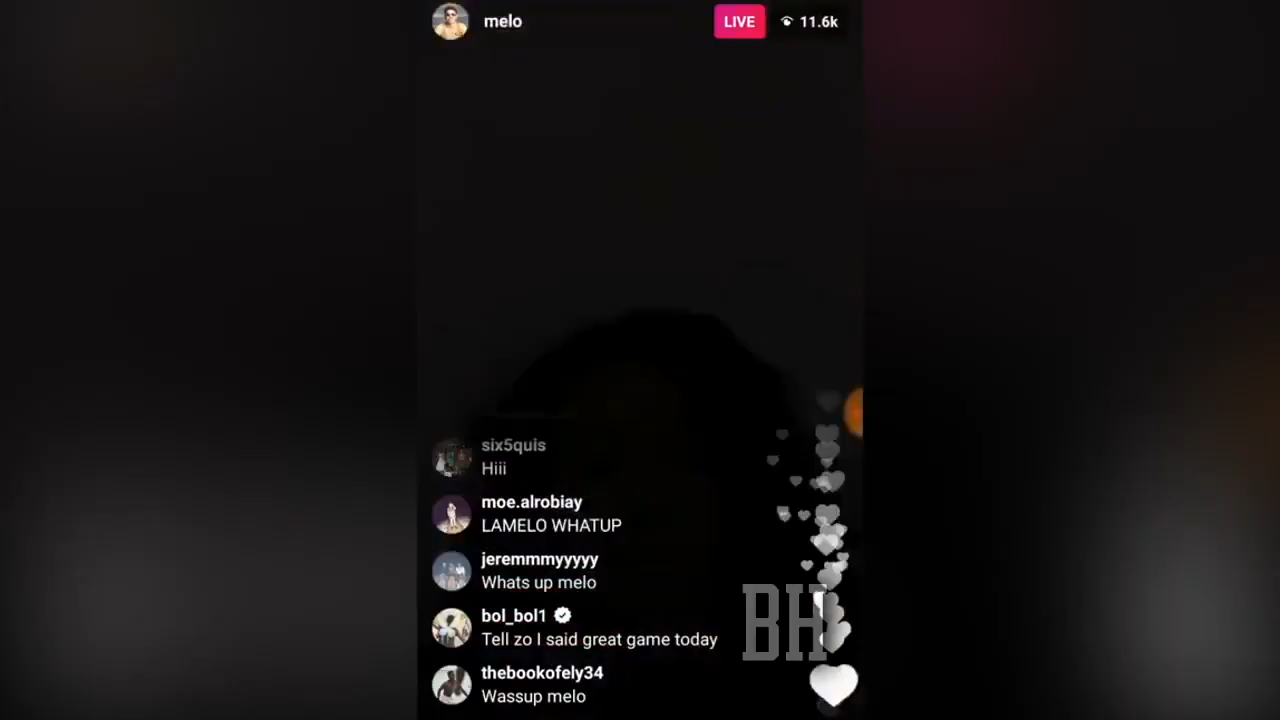 melo
LIVE
11.6k
six5quis
Hiii
moe.alrobiay
LAMELO WHATUP
jeremmmyyyyy
Whats up melo
bol_bol1
Tell zo I said great game today
thebookofely34
Wassup melo
BH